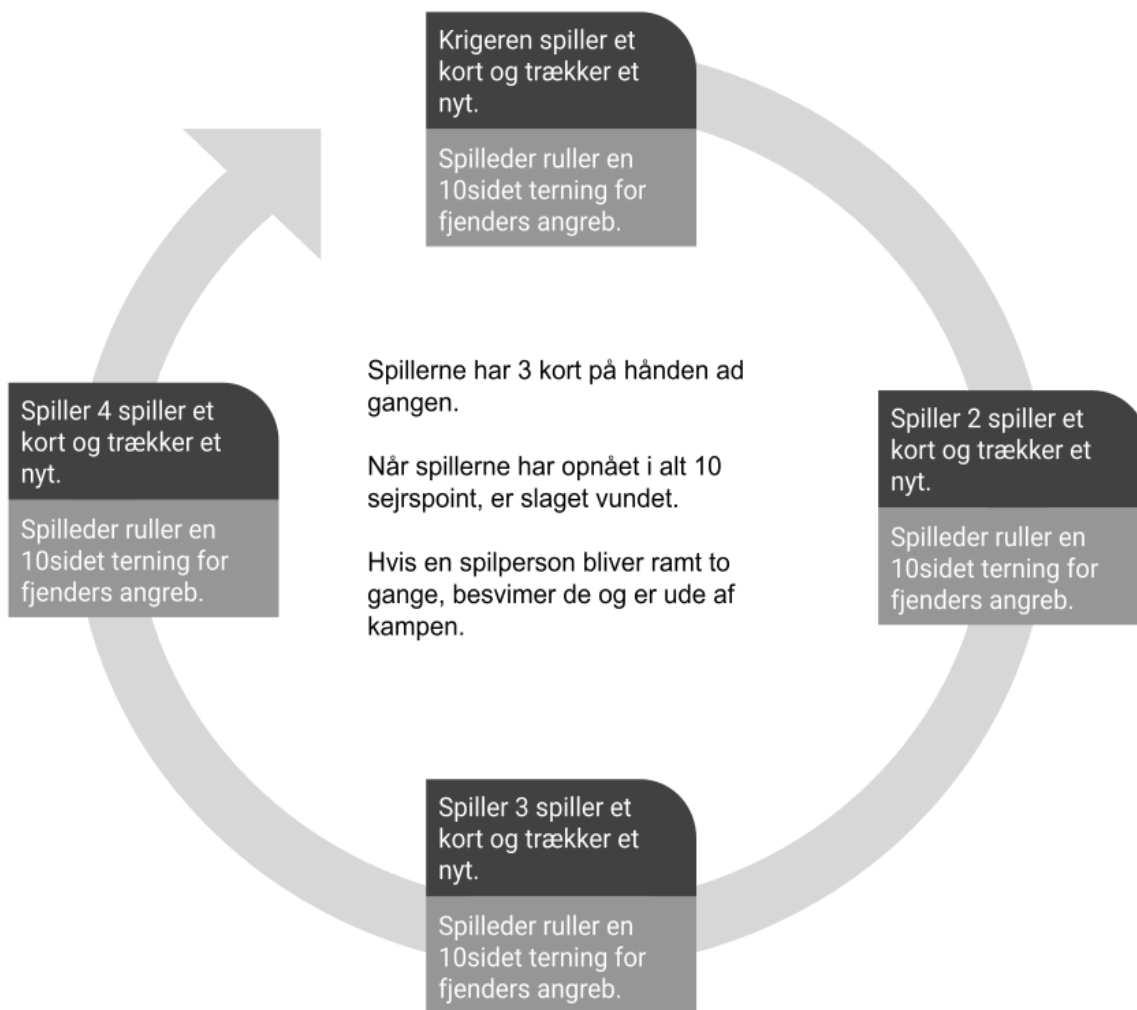 Krigeren spiller et
kort og trækker et
nyt.
Spilleder ruller en
10sidet terning for
fjenders angreb.
Spiller 2 spiller et
kort og trækker et
nyt.
Spilleder ruller en
10sidet terning for
fjenders angreb.
Spiller 3 spiller et
kort og trækker et
nyt.
Spilleder ruller en
10sidet terning for
fjenders angreb.
Spiller 4 spiller et
kort og trækker et
nyt.
Spilleder ruller en
10sidet terning for
fjenders angreb.
Spillerne har 3 kort på hånden ad
gangen.
Når spillerne har opnået i alt 10
sejrspoint, er slaget vundet.
Hvis en spilperson bliver ramt to
gange, besvimer de og er ude af
kampen.